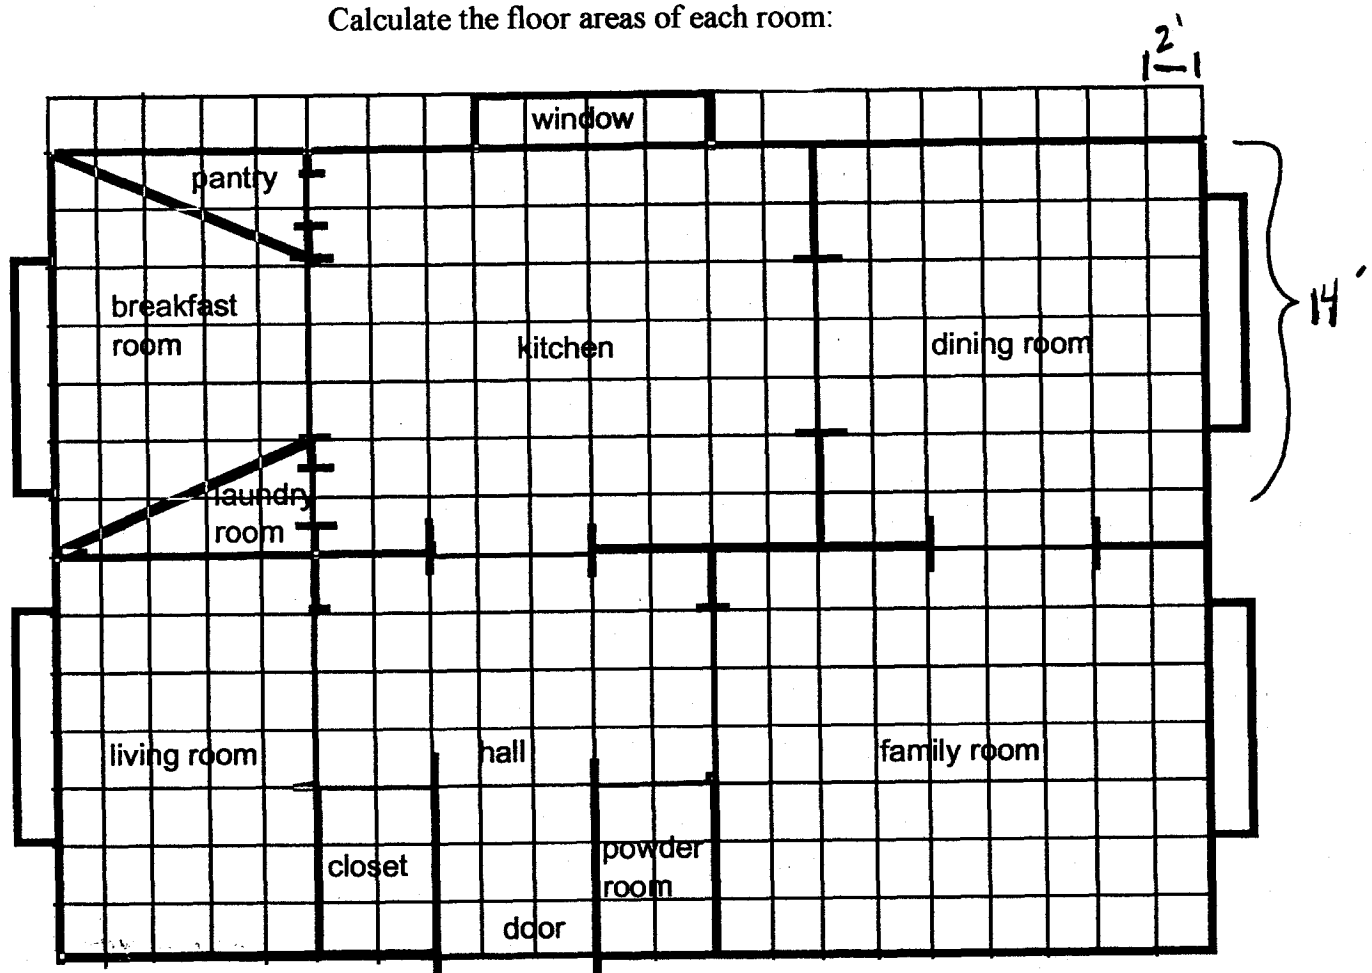 Calculate the floor areas of each room:
2'
window
pantry
breakfast
room
kitchen
dining room
14'
laundry
room
living room
hall
family room
closet
powder
room
door